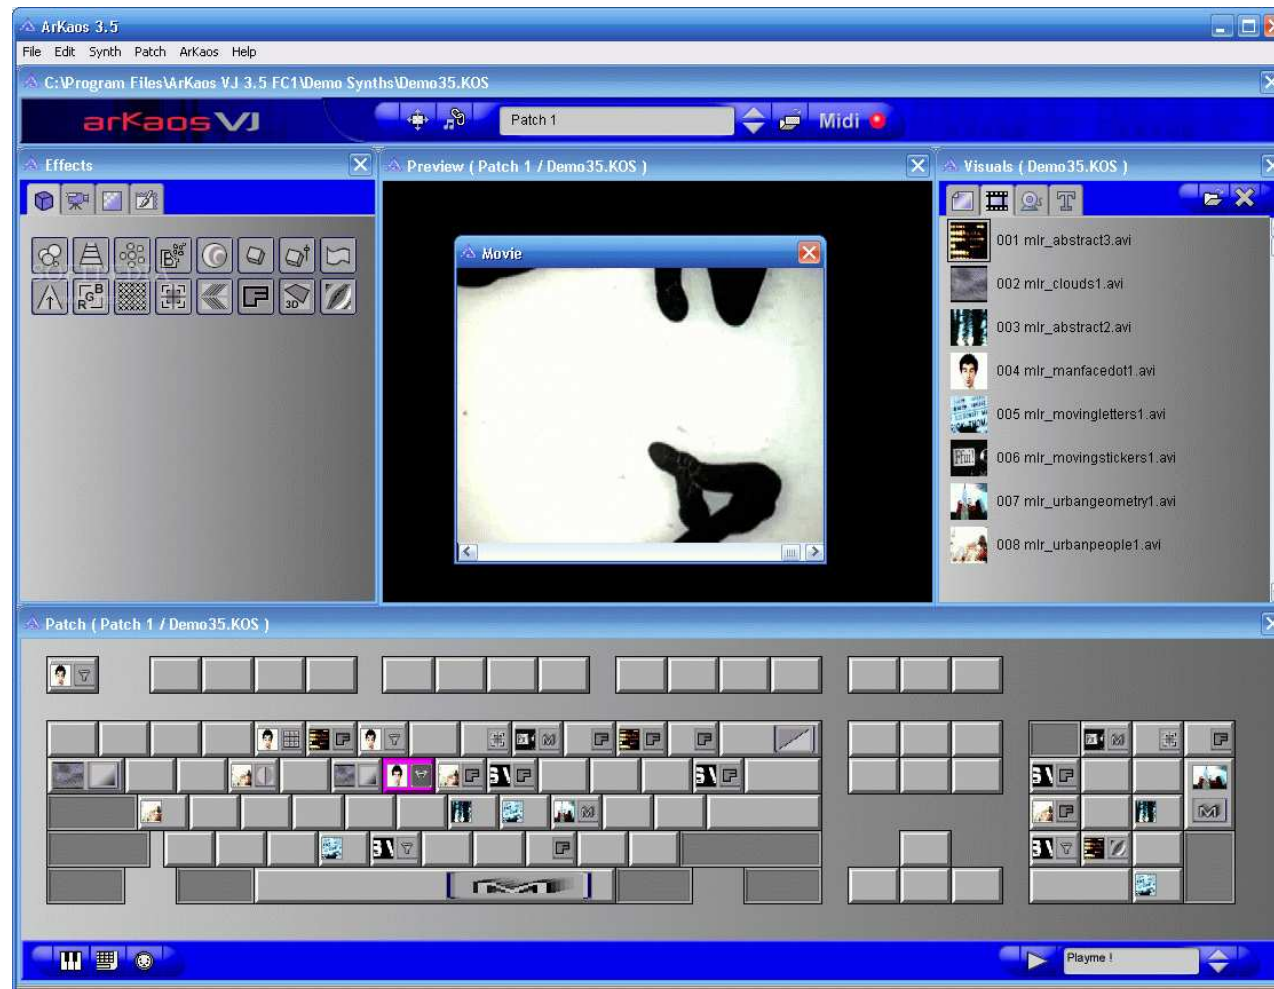 ArKaos 3.5
File Edit Synth Patch ArKaos Help
C:\Program Files\ArKaos VJ 3.5 FC1\Demo Synths\Demo35.KOS
arKaos VJ
Patch 1
Midi
Effects
Preview ( Patch 1 / Demo35.KOS )
Visuals ( Demo35.KOS )
T
B
SOFTPEDIA
R G B
3D
Movie
001 mlr_abstract3.avi
002 mlr_clouds1.avi
003 mlr_abstract2.avi
004 mlr_manfacedot1.avi
005 mlr_movingletters1.avi
006 mlr_movingstickers1.avi
007 mlr_urbangeometry1.avi
008 mlr_urbanpeople1.avi
Patch ( Patch 1 / Demo35.KOS )
Playme !